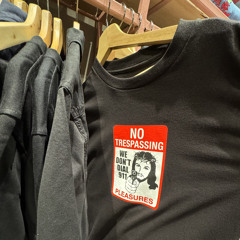 NO
TRESPASSING
WE
DON'T
DIAL
911
PLEASURES